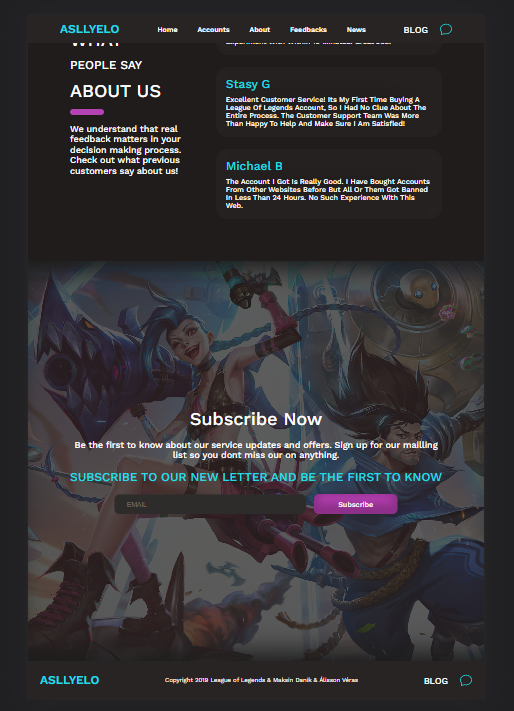 ASLLYELO
Home Accounts About Feedbacks News
BLOG
WHAT
PEOPLE SAY
ABOUT US
We understand that real
feedback matters in your
decision making process.
Check out what previous
customers say about us!
Stasy G
Excellent Customer Service! Its My First Time Buying A
League Of Legends Account, So I Had No Clue About The
Entire Process. The Customer Support Team Was More
Than Happy To Help And Make Sure I Am Satisfied!
Michael B
The Account I Got Is Really Good. I Have Bought Accounts
From Other Websites Before But All Or Them Got Banned
In Less Than 24 Hours. No Such Experience With This
Web.
Subscribe Now
Be the first to know about our service updates and offers. Sign up for our mailling
list so you dont miss our on anything.
SUBSCRIBE TO OUR NEW LETTER AND BE THE FIRST TO KNOW
EMAIL
Subscribe
ASLLYELO
Copyright 2019 League of Legends & Maksin Danik & Álisson Véras
BLOG